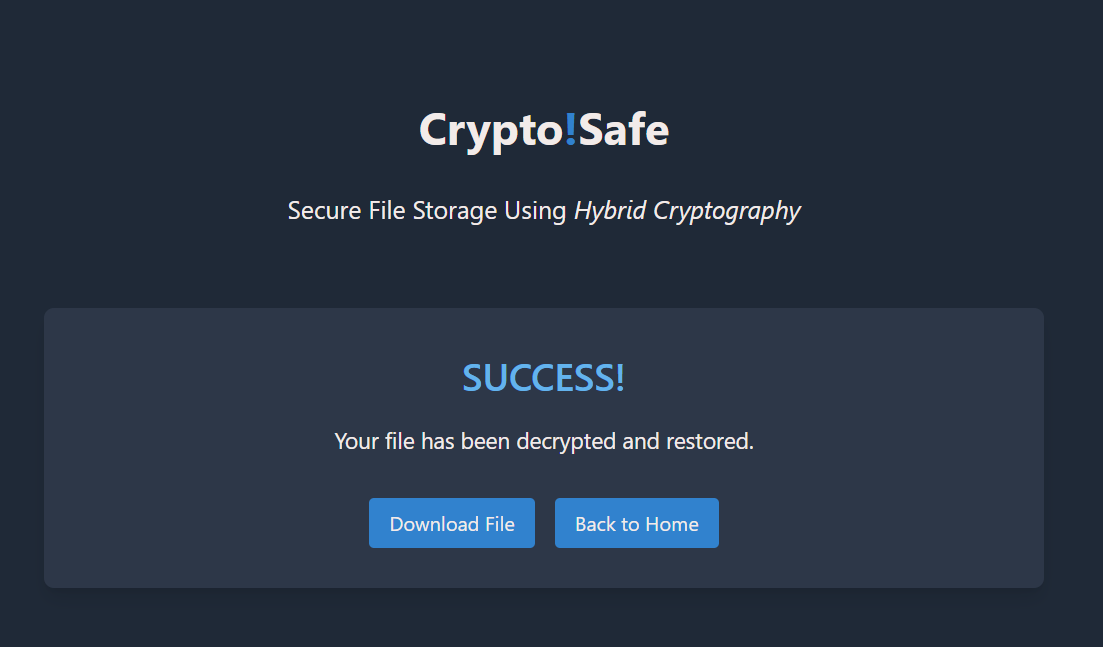 Crypto!Safe
Secure File Storage Using Hybrid Cryptography
SUCCESS!
Your file has been decrypted and restored.
Download File
Back to Home